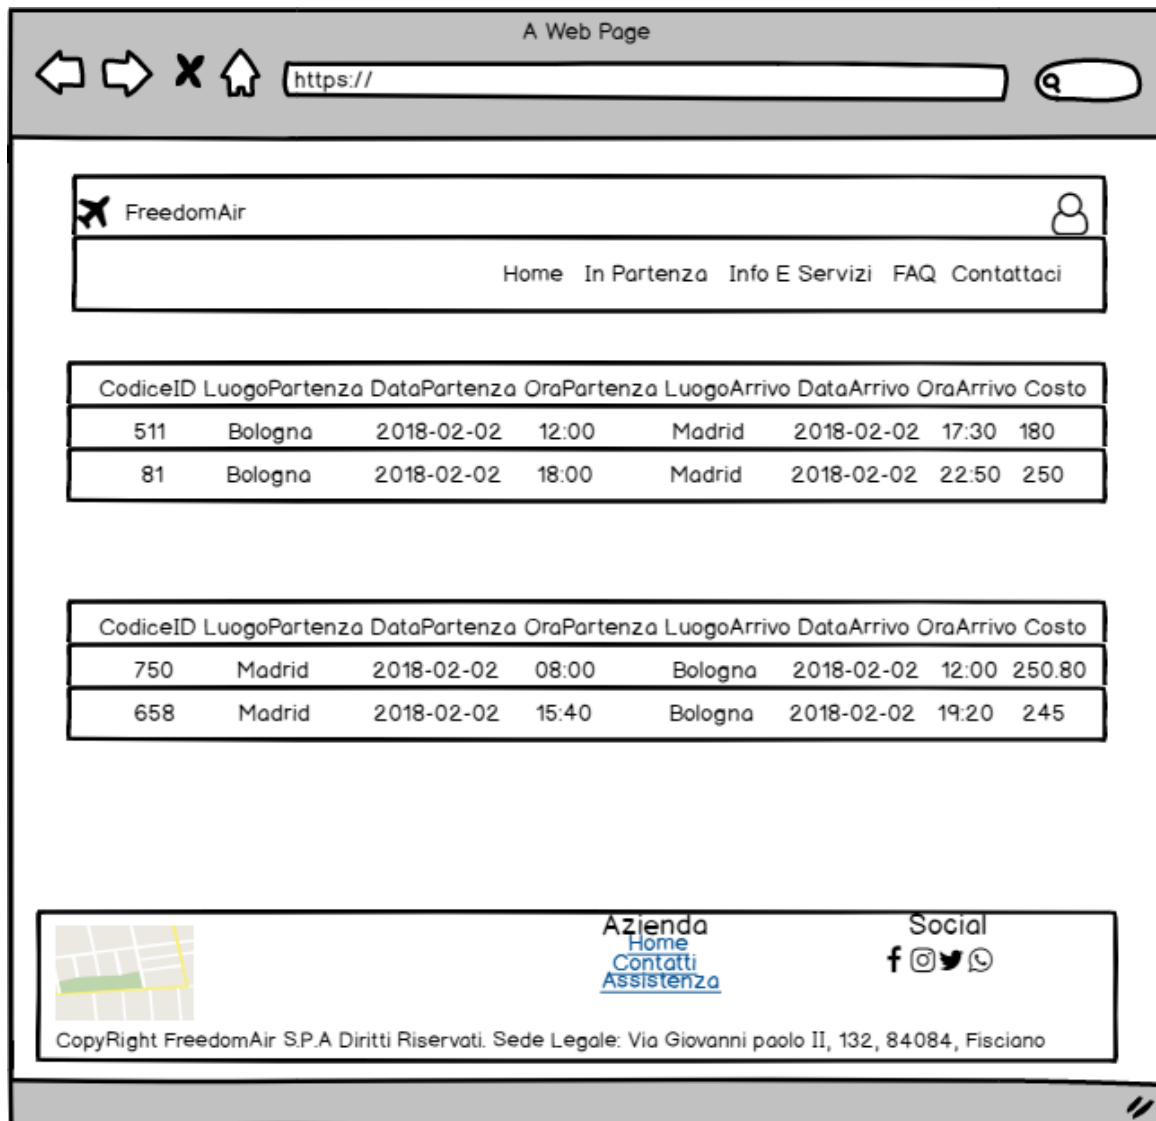 A Web Page
https://
FreedomAir
Home In Partenza Info E Servizi FAQ Contattaci
CodiceID LuogoPartenza DataPartenza OraPartenza LuogoArrivo DataArrivo OraArrivo Costo
511 Bologna 2018-02-02 12:00 Madrid 2018-02-02 17:30 180
81 Bologna 2018-02-02 18:00 Madrid 2018-02-02 22:50 250
CodiceID LuogoPartenza DataPartenza OraPartenza LuogoArrivo DataArrivo OraArrivo Costo
750 Madrid 2018-02-02 08:00 Bologna 2018-02-02 12:00 250.80
658 Madrid 2018-02-02 15:40 Bologna 2018-02-02 19:20 245
Azienda Social
Home
Contatti
Assistenza
CopyRight FreedomAir S.P.A Diritti Riservati. Sede Legale: Via Giovanni paolo II, 132, 84084, Fisciano